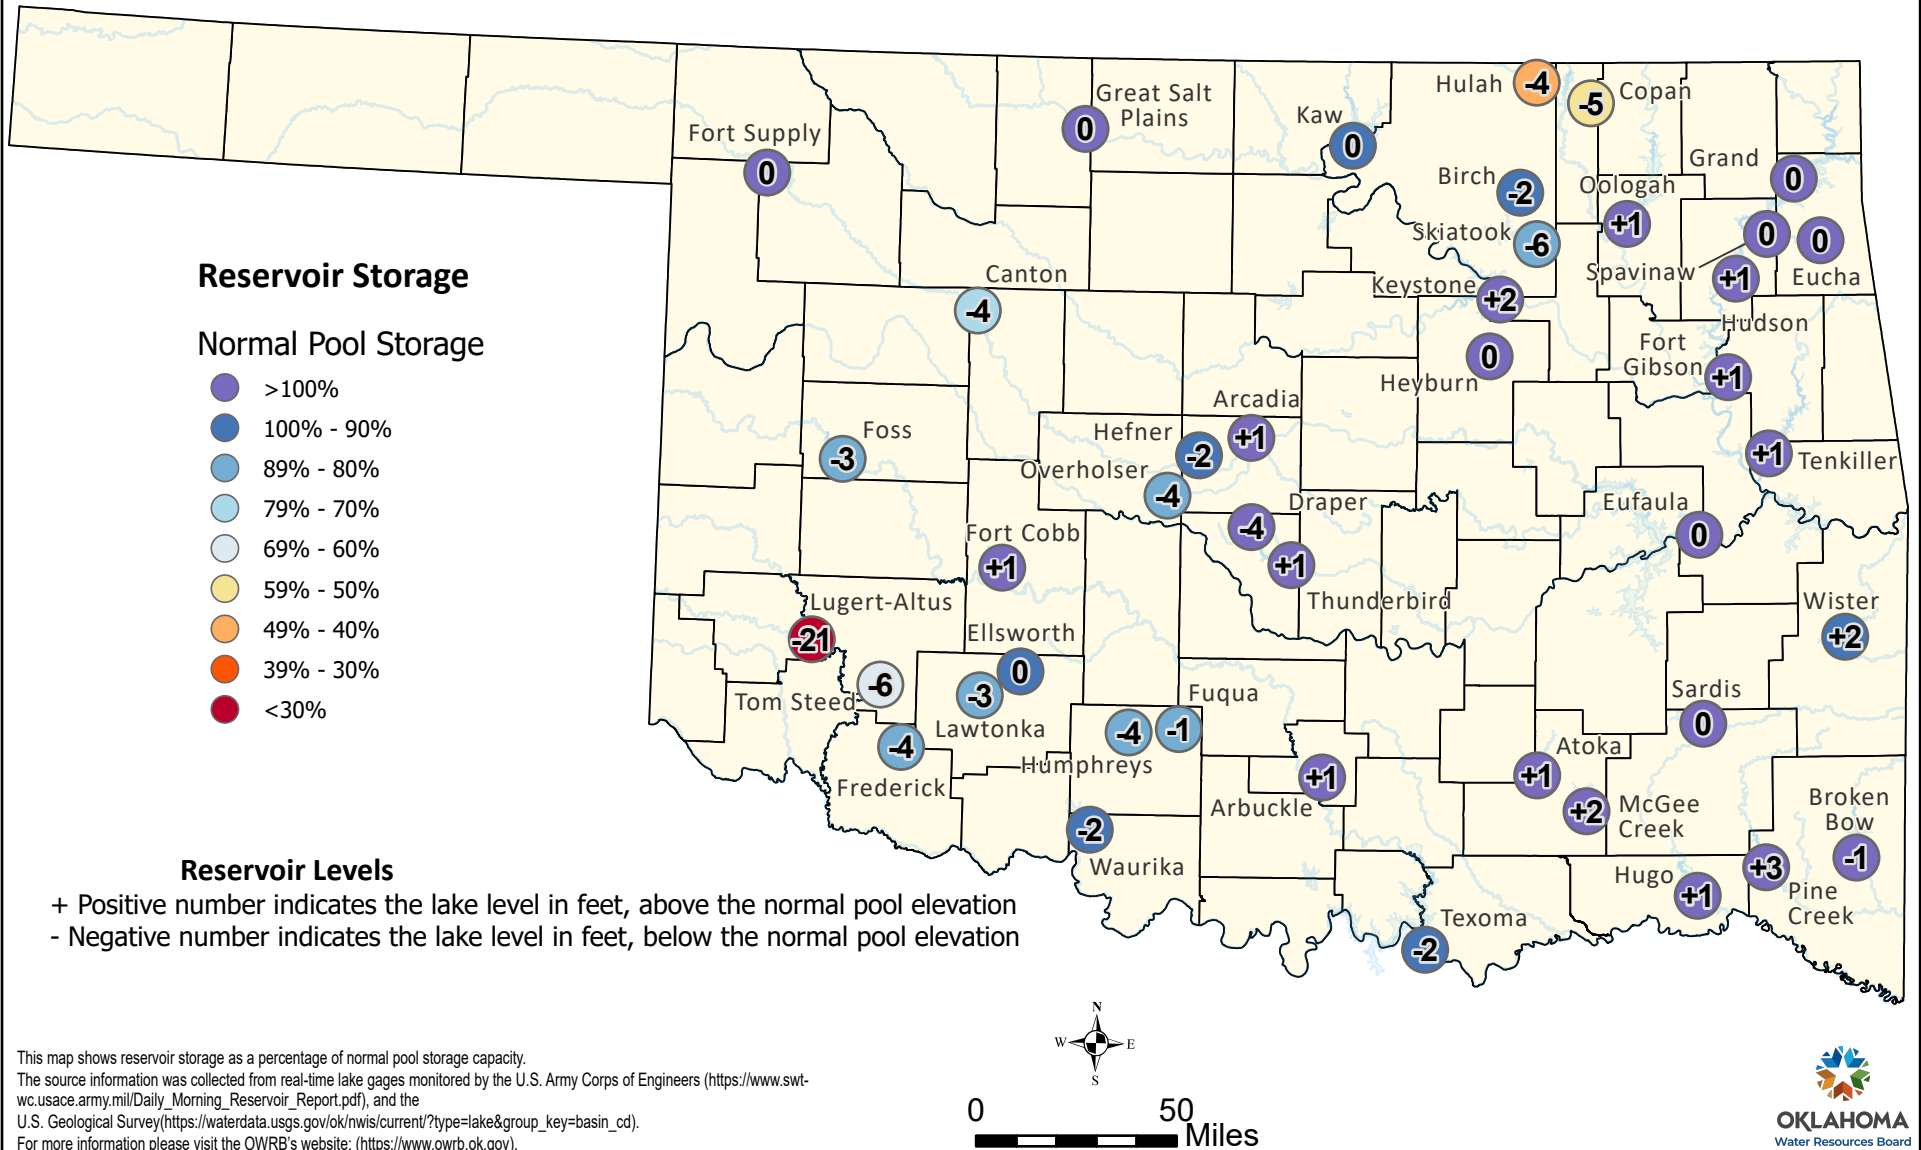 Hulah
-4
-5
Copan
Great Salt
Plains
0
Kaw
0
Fort Supply
0
Grand
0
Birch
-2
Oologah
+1
Skiatook
-6
0
0
Spavinaw
+1
Eucha
Reservoir Storage
Canton
-4
Keystone
+2
Hudson
Normal Pool Storage
Fort
Gibson
+1
0
Heyburn
>100%
100% - 90%
89% - 80%
79% - 70%
69% - 60%
59% - 50%
49% - 40%
39% - 30%
<30%
Arcadia
+1
Foss
-3
Hefner
-2
Overholser
-4
+1
Tenkiller
Draper
-4
Eufaula
0
Fort Cobb
+1
+1
Thunderbird
Lugert-Altus
-21
Wister
+2
Ellsworth
0
-6
Tom Steed
-3
Lawtonka
Fuqua
-4
-1
Humphreys
Sardis
0
-4
Frederick
Atoka
+1
+1
Arbuckle
+2
McGee
Creek
Broken
Bow
-1
-2
Waurika
Hugo
+1
+3
Pine
Creek
Texoma
-2
Reservoir Levels
+ Positive number indicates the lake level in feet, above the normal pool elevation
- Negative number indicates the lake level in feet, below the normal pool elevation
N
W
E
S
This map shows reservoir storage as a percentage of normal pool storage capacity.
The source information was collected from real-time lake gages monitored by the U.S. Army Corps of Engineers (https://www.swt-
wc.usace.army.mil/Daily_Morning_Reservoir_Report.pdf), and the
U.S. Geological Survey(https://waterdata.usgs.gov/ok/nwis/current/?type=lake&group_key=basin_cd).
For more information please visit the OWRB's website: (https://www.owrb.ok.gov).
0
50
Miles
OKLAHOMA
Water Resources Board